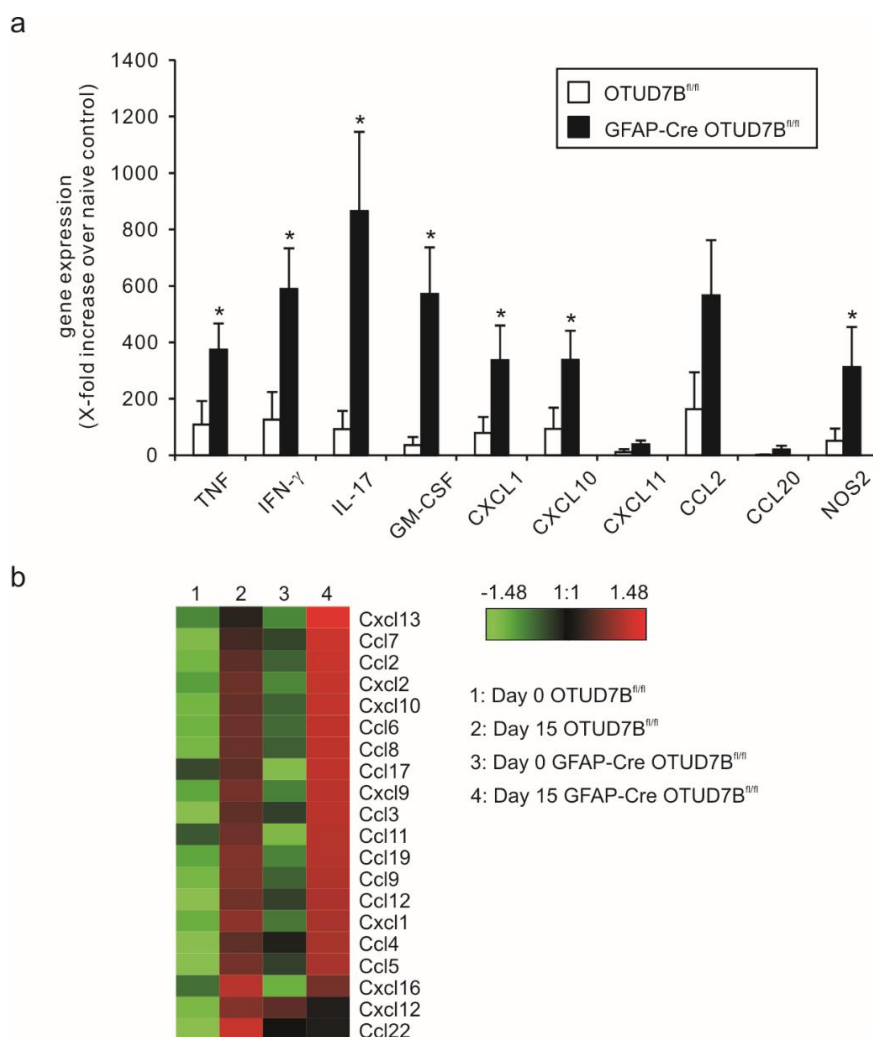 a
1400
1200
1000
800
600
400
200
0
gene expression
(X-fold increase over naive control)
OTUD7B^fl/fl
GFAP-Cre OTUD7B^fl/fl
* * * * * * *
TNF
IFN-γ
IL-17
GM-CSF
CXCL1
CXCL10
CXCL11
CCL2
CCL20
NOS2
b
1 2 3 4
-1.48 1:1 1.48
Cxcl13
Ccl7
Ccl2
Cxcl2
Cxcl10
Ccl6
Ccl8
Ccl17
Cxcl9
Ccl3
Ccl11
Ccl19
Ccl9
Ccl12
Cxcl1
Ccl4
Ccl5
Cxcl16
Cxcl12
Ccl22
1: Day 0 OTUD7B^fl/fl
2: Day 15 OTUD7B^fl/fl
3: Day 0 GFAP-Cre OTUD7B^fl/fl
4: Day 15 GFAP-Cre OTUD7B^fl/fl